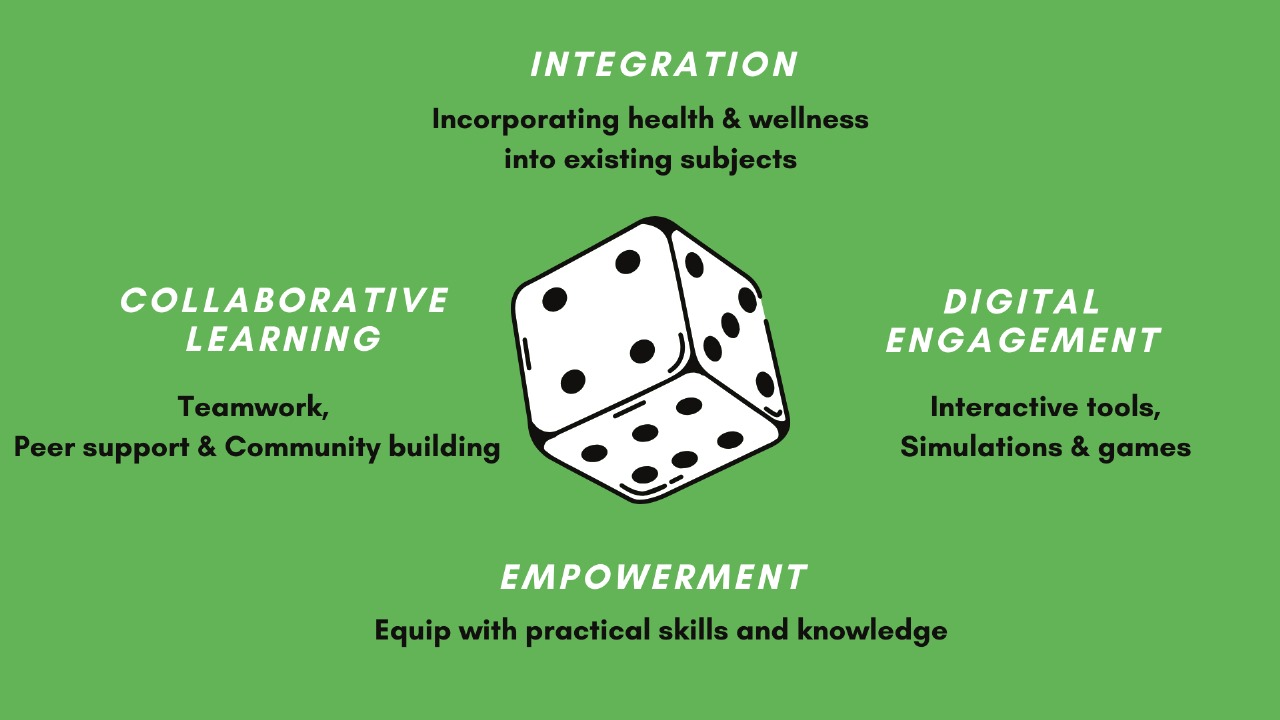 INTEGRATION
Incorporating health & wellness
into existing subjects
COLLABORATIVE
LEARNING
Teamwork,
Peer support & Community building
DIGITAL
ENGAGEMENT
Interactive tools,
Simulations & games
EMPOWERMENT
Equip with practical skills and knowledge